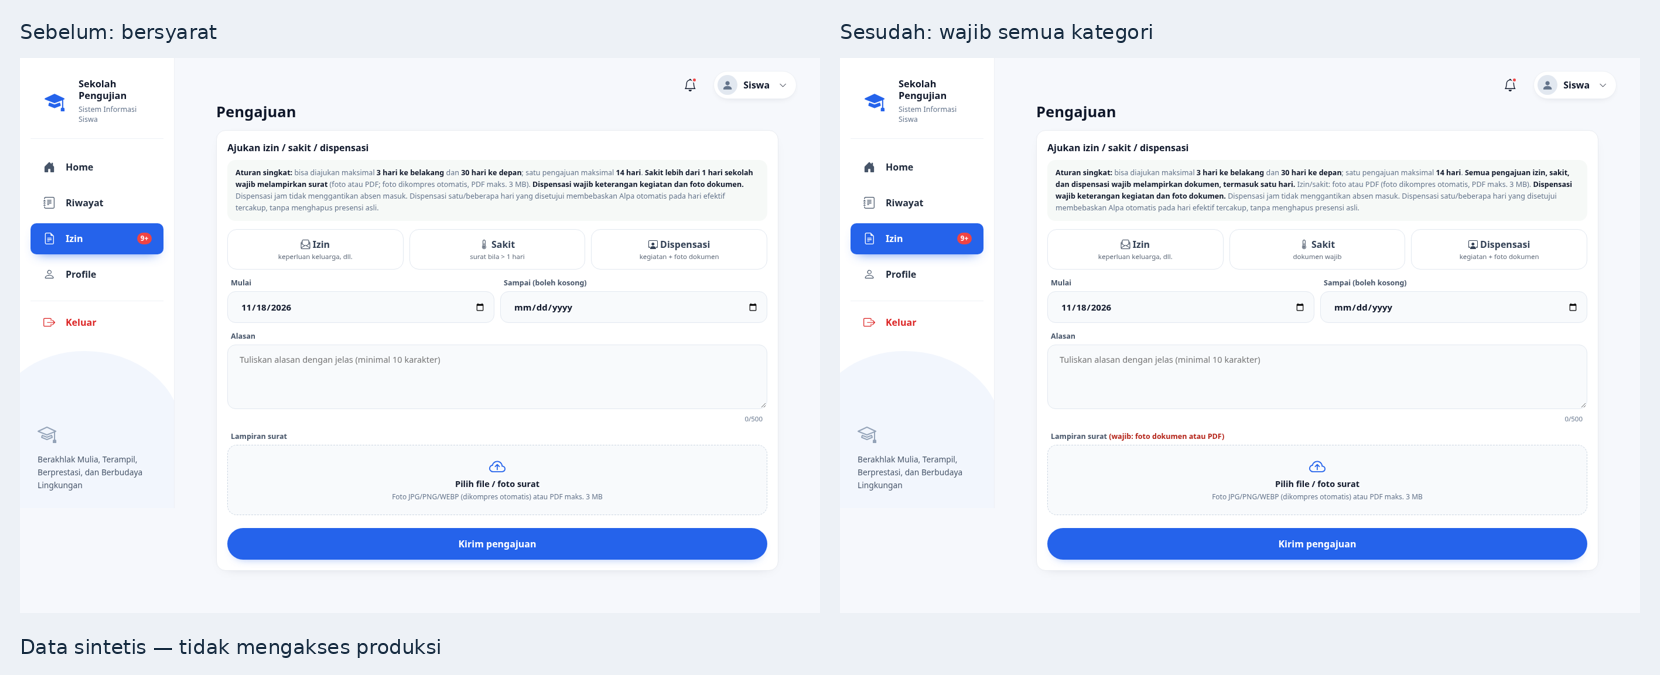 Sebelum: bersyarat
Sekolah
Pengujian
Sistem Informasi
Siswa
Home
Riwayat
Izin
9+
Profile
Keluar
Berakhlak Mulia, Terampil,
Berprestasi, dan Berbudaya
Lingkungan
Siswa
Pengajuan
Ajukan izin / sakit / dispensasi
Aturan singkat: bisa diajukan maksimal 3 hari ke belakang dan 30 hari ke depan; satu pengajuan maksimal 14 hari. Sakit lebih dari 1 hari sekolah
wajib melampirkan surat (foto atau PDF; foto dikompres otomatis, PDF maks. 3 MB). Dispensasi wajib keterangan kegiatan dan foto dokumen.
Dispensasi jam tidak menggantikan absen masuk. Dispensasi satu/beberapa hari yang disetujui membebaskan Alpa otomatis pada hari efektif
tercakup, tanpa menghapus presensi asli.
Izin
keperluan keluarga, dll.
Sakit
surat bila > 1 hari
Dispensasi
kegiatan + foto dokumen
Mulai
Sampai (boleh kosong)
11/18/2026
mm/dd/yyyy
Alasan
Tuliskan alasan dengan jelas (minimal 10 karakter)
0/500
Lampiran surat
Pilih file / foto surat
Foto JPG/PNG/WEBP (dikompres otomatis) atau PDF maks. 3 MB
Kirim pengajuan
Sesudah: wajib semua kategori
Sekolah
Pengujian
Sistem Informasi
Siswa
Home
Riwayat
Izin
9+
Profile
Keluar
Berakhlak Mulia, Terampil,
Berprestasi, dan Berbudaya
Lingkungan
Siswa
Pengajuan
Ajukan izin / sakit / dispensasi
Aturan singkat: bisa diajukan maksimal 3 hari ke belakang dan 30 hari ke depan; satu pengajuan maksimal 14 hari. Semua pengajuan izin, sakit,
dan dispensasi wajib melampirkan dokumen, termasuk satu hari. Izin/sakit: foto atau PDF (foto dikompres otomatis, PDF maks. 3 MB). Dispensasi
wajib keterangan kegiatan dan foto dokumen. Dispensasi jam tidak menggantikan absen masuk. Dispensasi satu/beberapa hari yang disetujui
membebaskan Alpa otomatis pada hari efektif tercakup, tanpa menghapus presensi asli.
Izin
keperluan keluarga, dll.
Sakit
dokumen wajib
Dispensasi
kegiatan + foto dokumen
Mulai
Sampai (boleh kosong)
11/18/2026
mm/dd/yyyy
Alasan
Tuliskan alasan dengan jelas (minimal 10 karakter)
0/500
Lampiran surat (wajib: foto dokumen atau PDF)
Pilih file / foto surat
Foto JPG/PNG/WEBP (dikompres otomatis) atau PDF maks. 3 MB
Kirim pengajuan
Data sintetis — tidak mengakses produksi